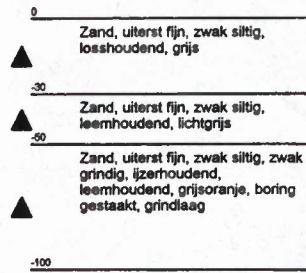 0
Zand, uiterst fijn, zwak siltig,
losshoudend, grijs
-30
Zand, uiterst fijn, zwak siltig,
leemhoudend, lichtgrijs
-50
Zand, uiterst fijn, zwak siltig, zwak
grindig, ijzerhoudend,
leemhoudend, grijsoranje, boring
gestaakt, grindlaag
-100